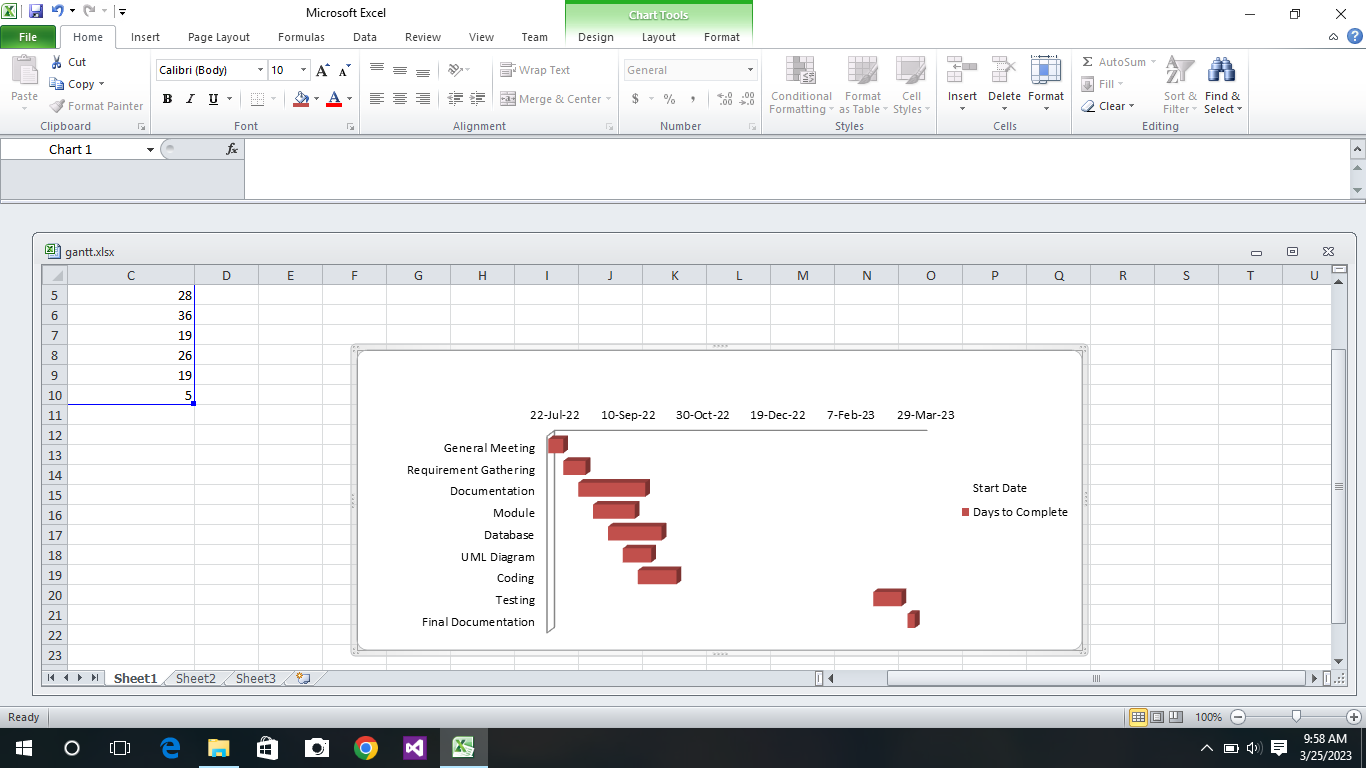 Microsoft Excel
Chart Tools
File Home Insert Page Layout Formulas Data Review View Team Design Layout Format
Paste
Cut
Copy
Format Painter
Clipboard
Calibri (Body) 10 A A
B I U A
Font
Wrap Text
Merge & Center
Alignment
General
$ % , .00 .00
Number
Conditional Formatting
Format as Table
Cell Styles
Styles
Insert Delete Format
Cells
Σ AutoSum
Fill
Clear
Sort & Filter
Find & Select
Editing
Chart 1 fx
gantt.xlsx
C D E F G H I J K L M N O P Q R S T U
5 28
6 36
7 19
8 26
9 19
10 5
11
12
13
14
15
16
17
18
19
20
21
22
23
22-Jul-22 10-Sep-22 30-Oct-22 19-Dec-22 7-Feb-23 29-Mar-23
General Meeting
Requirement Gathering
Documentation
Module
Database
UML Diagram
Coding
Testing
Final Documentation
Start Date
Days to Complete
Sheet1 Sheet2 Sheet3
Ready 100%
9:58 AM
3/25/2023